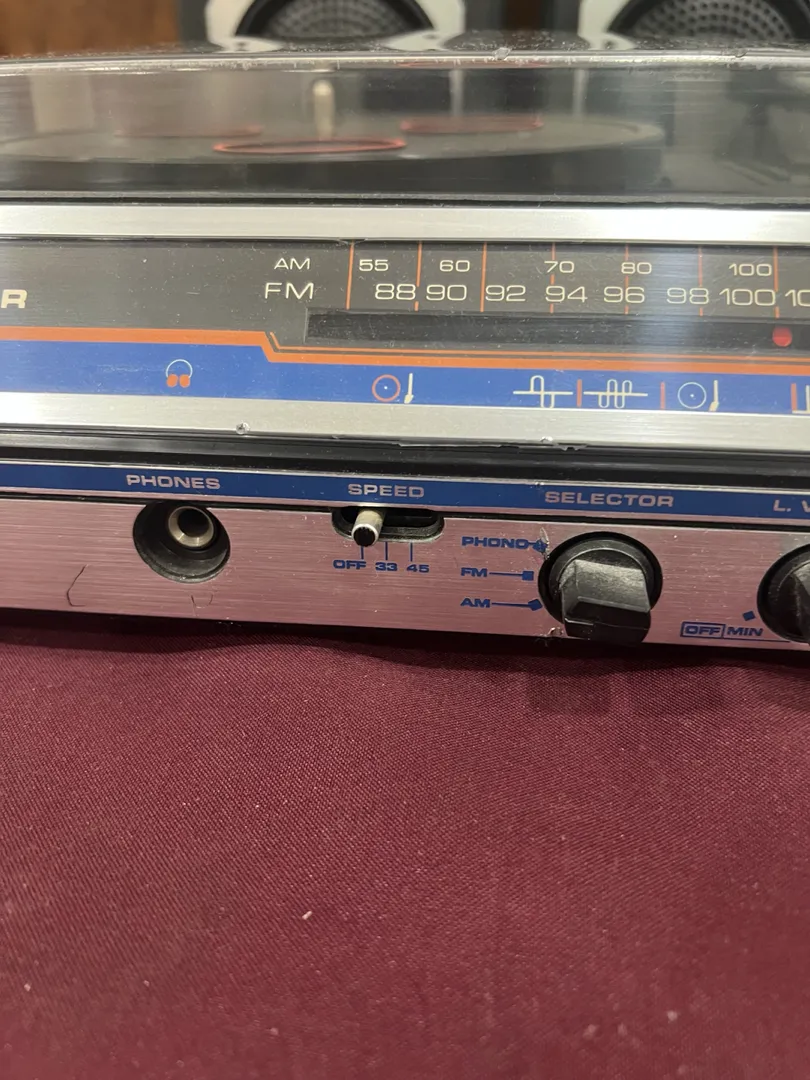 AM 55 60 70 80 100
FM 88 90 92 94 96 98 100
R
PHONES SPEED SELECTOR L.
OFF 33 45
PHONO
FM
AM
OFF MIN